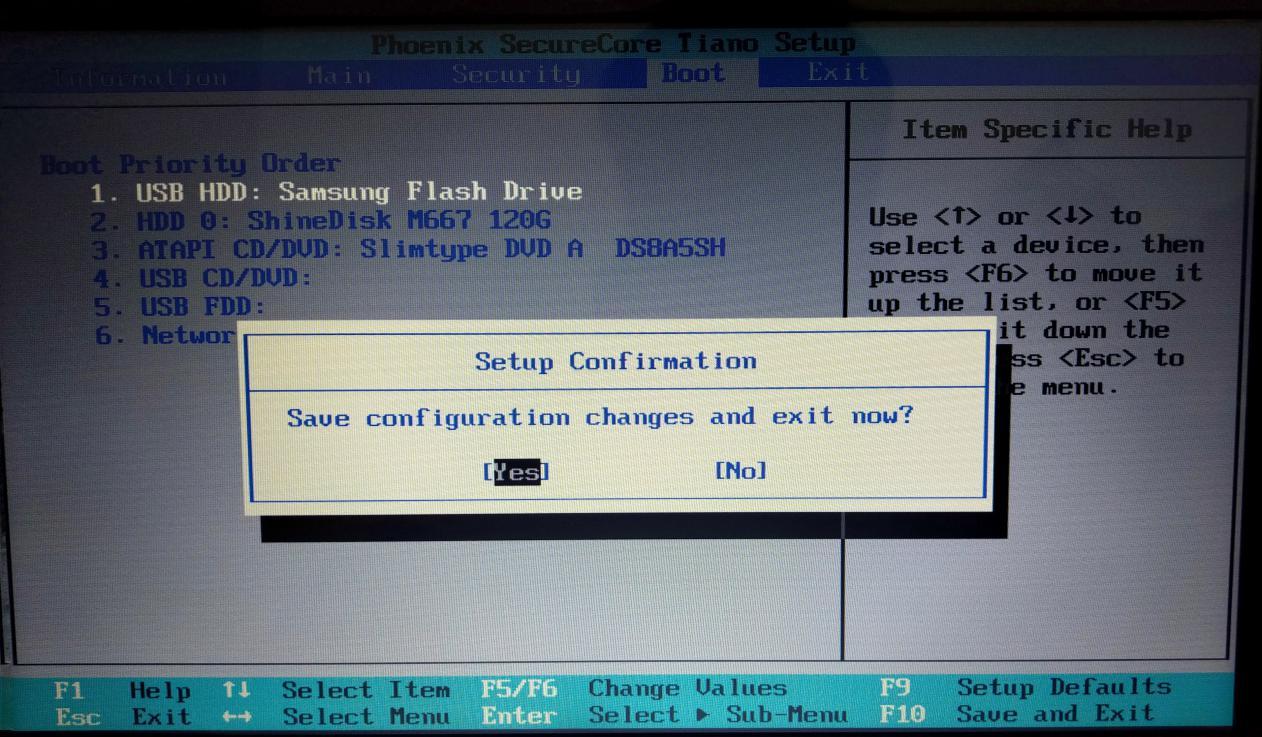 Phoenix SecureCore Tiano Setup
Information Main Security Boot Exit
Boot Priority Order
1. USB HDD: Samsung Flash Drive
2. HDD 0: ShineDisk M667 120G
3. ATAPI CD/DVD: Slimtype DVD A DS8A5SH
4. USB CD/DVD:
5. USB FDD:
6. Networ
Item Specific Help
Use <↑> or <↓> to
select a device, then
press <F6> to move it
up the list, or <F5>
it down the
ss <Esc> to
e menu.
Setup Confirmation
Save configuration changes and exit now?
[Yes] [No]
F1 Help ↑↓ Select Item F5/F6 Change Values F9 Setup Defaults
Esc Exit ←→ Select Menu Enter Select ▶ Sub-Menu F10 Save and Exit